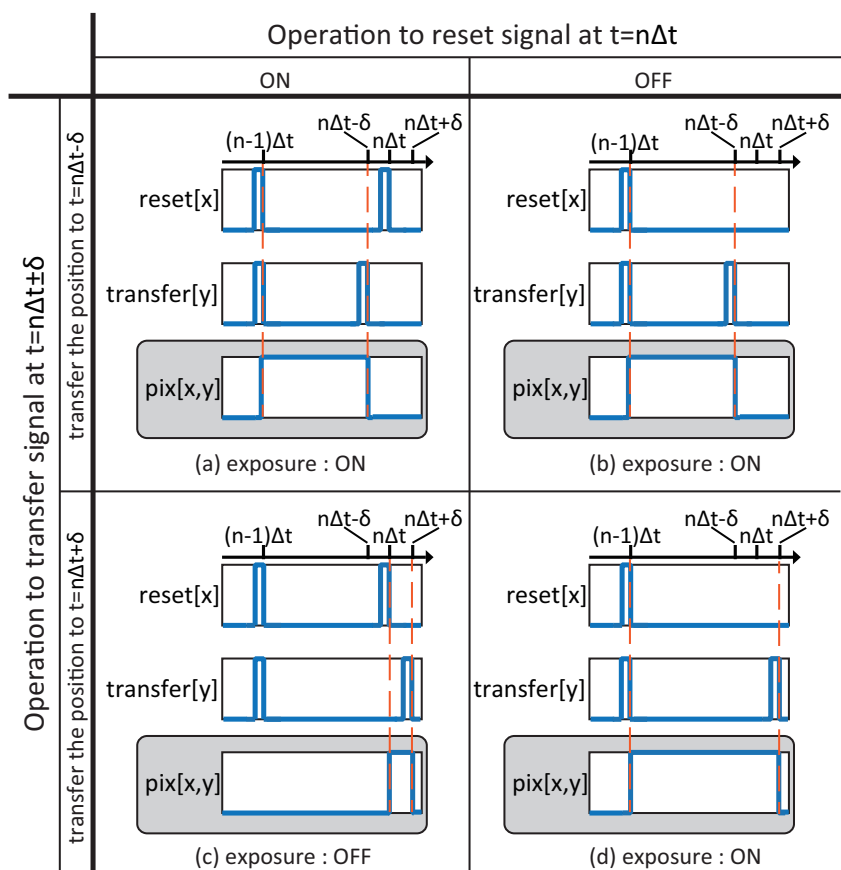 Operation to reset signal at t=nΔt
ON
OFF
Operation to transfer signal at t=nΔt±δ
transfer the position to t=nΔt-δ
(n-1)Δt
nΔt-δ
nΔt
nΔt+δ
reset[x]
transfer[y]
pix[x,y]
(a) exposure : ON
(n-1)Δt
nΔt-δ
nΔt
nΔt+δ
reset[x]
transfer[y]
pix[x,y]
(b) exposure : ON
transfer the position to t=nΔt+δ
(n-1)Δt
nΔt-δ
nΔt
nΔt+δ
reset[x]
transfer[y]
pix[x,y]
(c) exposure : OFF
(n-1)Δt
nΔt-δ
nΔt
nΔt+δ
reset[x]
transfer[y]
pix[x,y]
(d) exposure : ON